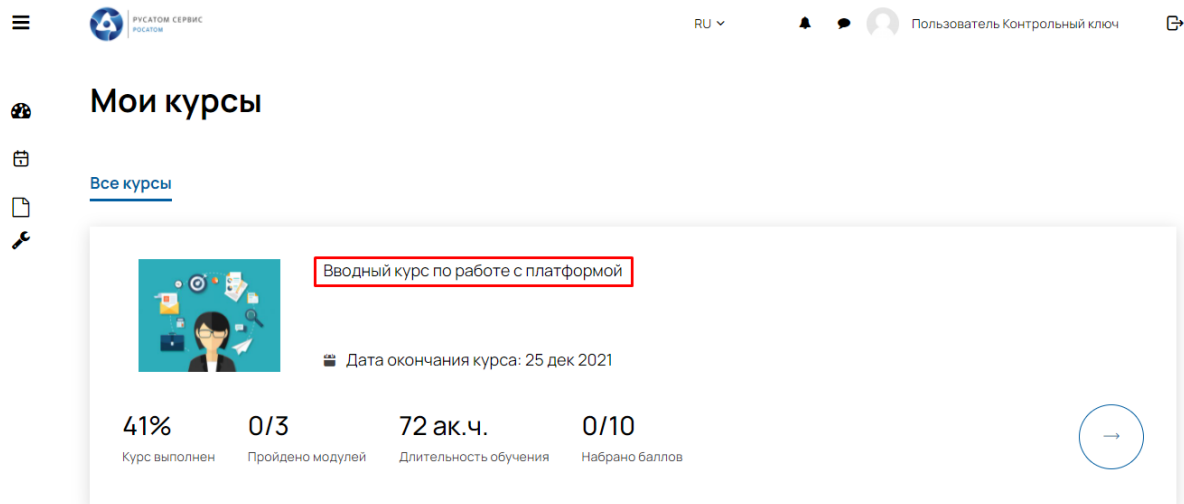 РУСАТОМ СЕРВИС
РОСАТОМ
RU
Пользователь Контрольный ключ
Мои курсы
Все курсы
Вводный курс по работе с платформой
Дата окончания курса: 25 дек 2021
41% 0/3 72 ак.ч. 0/10
Курс выполнен Пройдено модулей Длительность обучения Набрано баллов